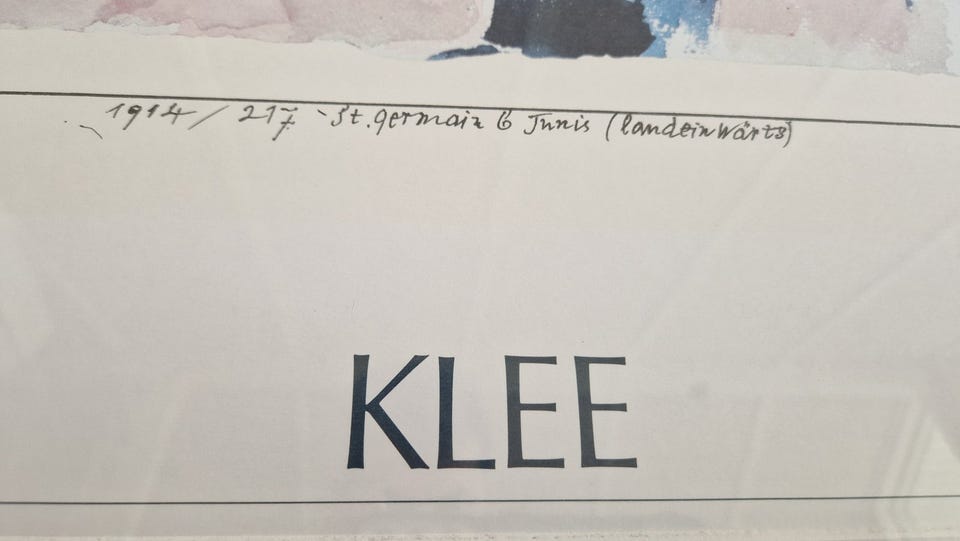 1914 / 217 St. germain b Tunis (landeinwärts)
KLEE